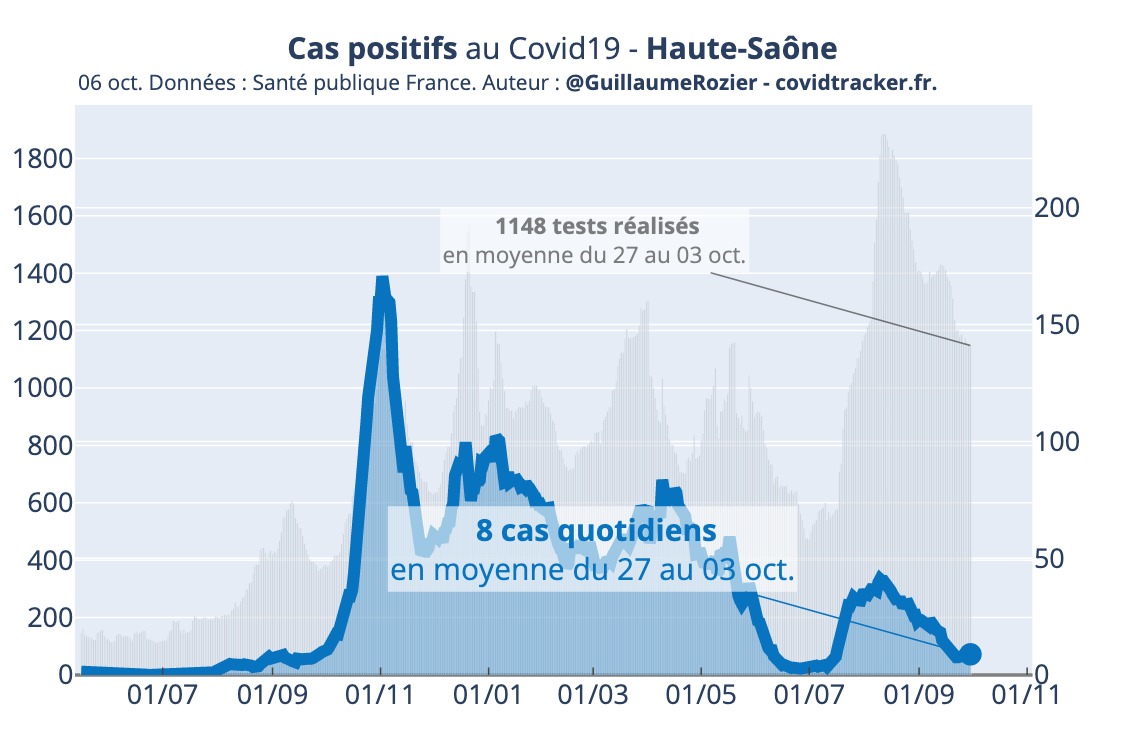 Cas positifs au Covid19 - Haute-Saône
06 oct. Données : Santé publique France. Auteur : @GuillaumeRozier - covidtracker.fr.
1800
1600
1400
1200
1000
800
600
400
200
0
200
150
100
50
0
1148 tests réalisés
en moyenne du 27 au 03 oct.
8 cas quotidiens
en moyenne du 27 au 03 oct.
01/07 01/09 01/11 01/01 01/03 01/05 01/07 01/09 01/11